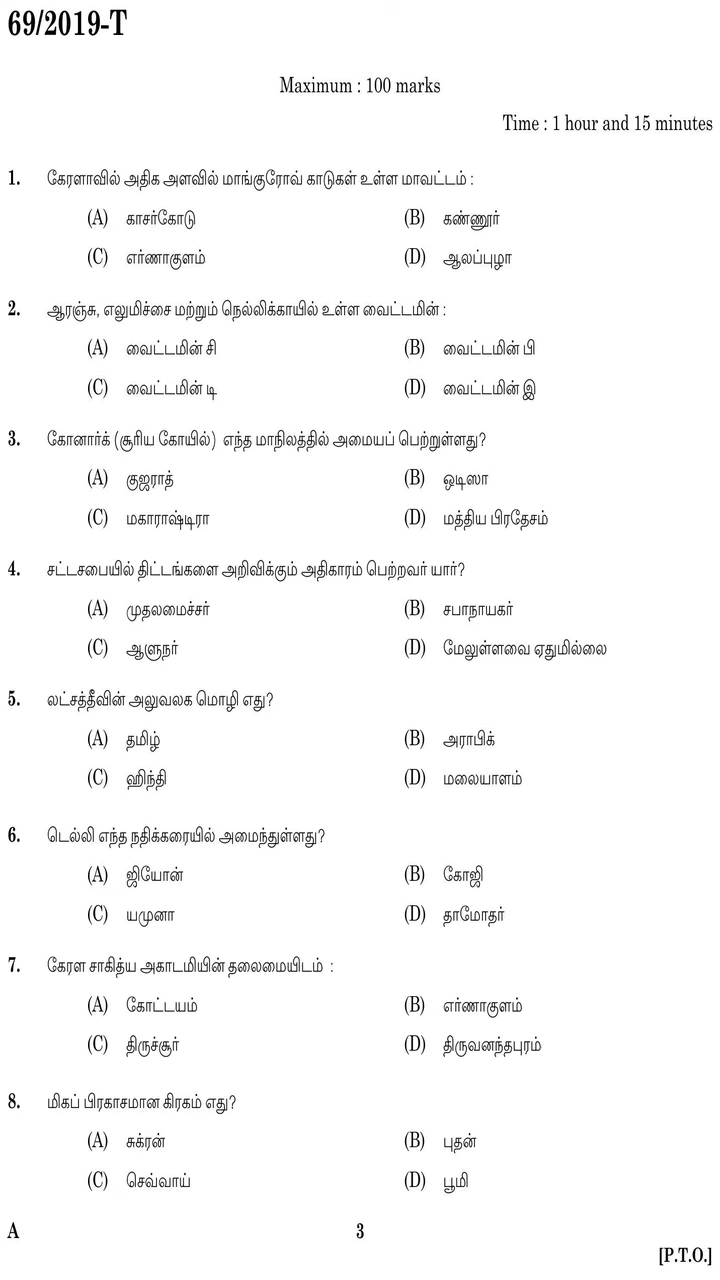 69/2019-T
Maximum : 100 marks
Time : 1 hour and 15 minutes
1. கேரளாவில் அதிக அளவில் மாங்குரோவ் காடுகள் உள்ள மாவட்டம் :
(A) காசர்கோடு (B) கண்ணூர்
(C) எர்ணாகுளம் (D) ஆலப்புழா
2. ஆரஞ்சு, எலுமிச்சை மற்றும் நெல்லிக்காயில் உள்ள வைட்டமின் :
(A) வைட்டமின் சி (B) வைட்டமின் பி
(C) வைட்டமின் டி (D) வைட்டமின் இ
3. கோனார்க் (சூரிய கோயில்) எந்த மாநிலத்தில் அமையப் பெற்றுள்ளது?
(A) குஜராத் (B) ஒடிஸா
(C) மகாராஷ்டிரா (D) மத்திய பிரதேசம்
4. சட்டசபையில் திட்டங்களை அறிவிக்கும் அதிகாரம் பெற்றவர் யார்?
(A) முதலமைச்சர் (B) சபாநாயகர்
(C) ஆளுநர் (D) மேலுள்ளவை ஏதுமில்லை
5. லட்சத்தீவின் அலுவலக மொழி எது?
(A) தமிழ் (B) அராபிக்
(C) ஹிந்தி (D) மலையாளம்
6. டெல்லி எந்த நதிக்கரையில் அமைந்துள்ளது?
(A) ஜியோன் (B) கோஜி
(C) யமுனா (D) தாமோதர்
7. கேரள சாகித்ய அகாடமியின் தலைமையிடம் :
(A) கோட்டயம் (B) எர்ணாகுளம்
(C) திருச்சூர் (D) திருவனந்தபுரம்
8. மிகப் பிரகாசமான கிரகம் எது?
(A) சுக்ரன் (B) புதன்
(C) செவ்வாய் (D) பூமி
A 3
[P.T.O.]